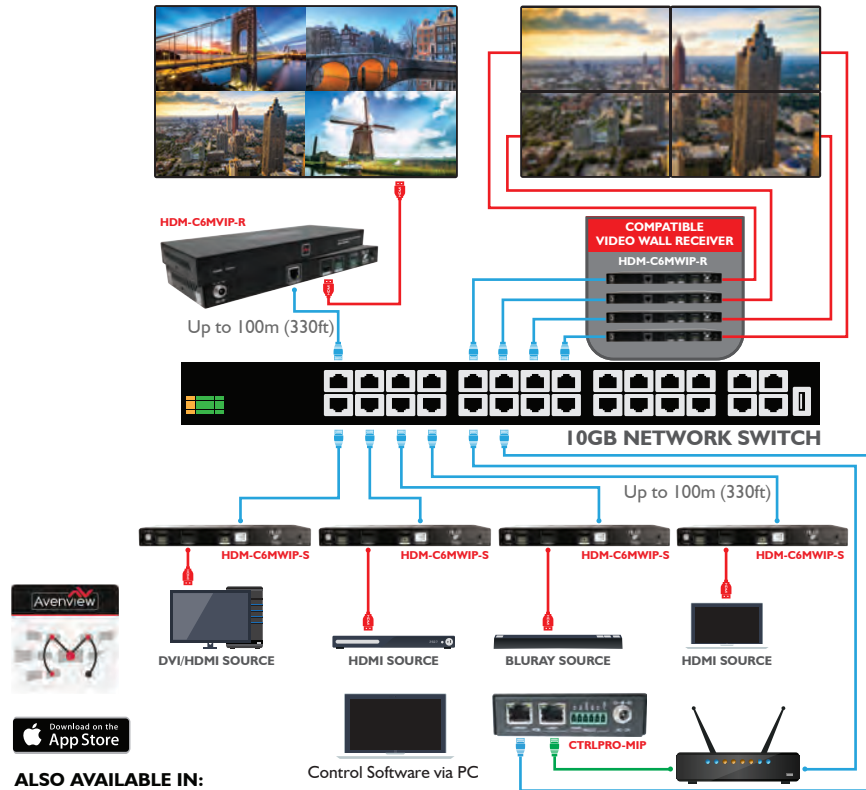 HDM-C6MVIP-R
COMPATIBLE
VIDEO WALL RECEIVER
HDM-C6MWIP-R
Up to 100m (330ft)
10GB NETWORK SWITCH
Up to 100m (330ft)
HDM-C6MWIP-S
HDM-C6MWIP-S
HDM-C6MWIP-S
HDM-C6MWIP-S
Avenview
DVI/HDMI SOURCE
HDMI SOURCE
BLURAY SOURCE
HDMI SOURCE
Download on the
App Store
CTRLPRO-MIP
Control Software via PC
ALSO AVAILABLE IN: